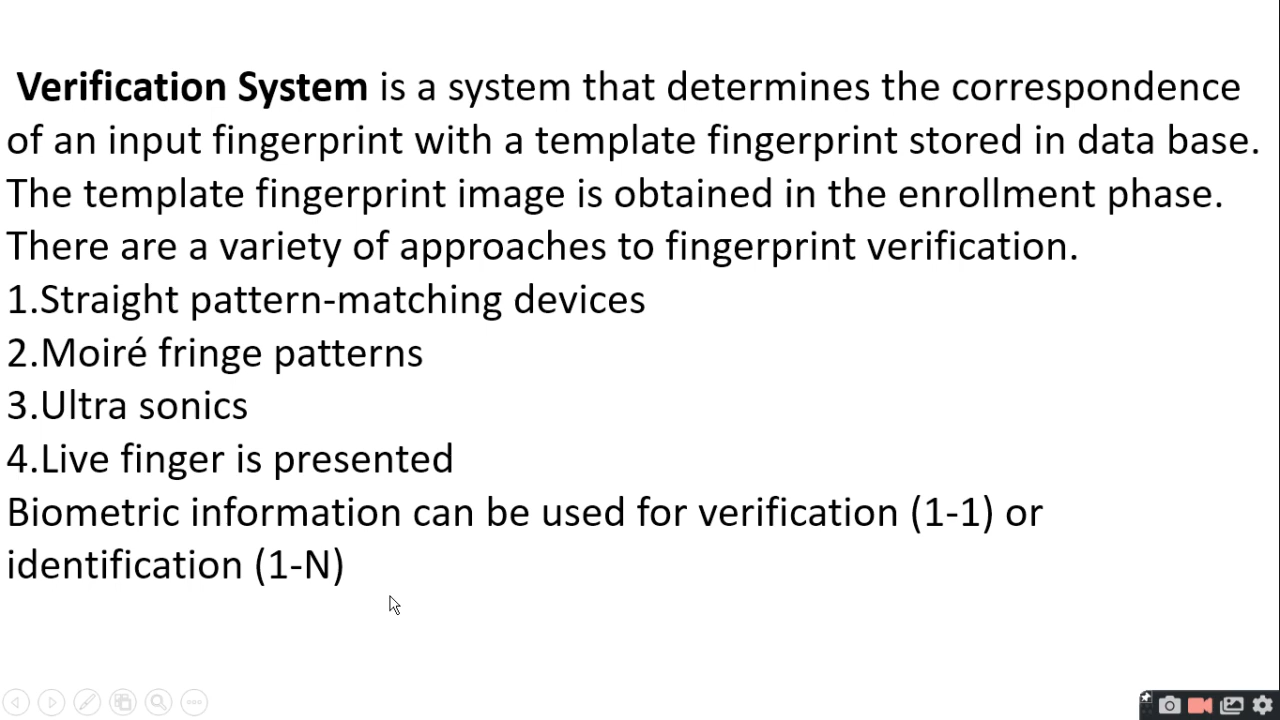 Verification System is a system that determines the correspondence
of an input fingerprint with a template fingerprint stored in data base.
The template fingerprint image is obtained in the enrollment phase.
There are a variety of approaches to fingerprint verification.
1.Straight pattern-matching devices
2.Moiré fringe patterns
3.Ultra sonics
4.Live finger is presented
Biometric information can be used for verification (1-1) or
identification (1-N)